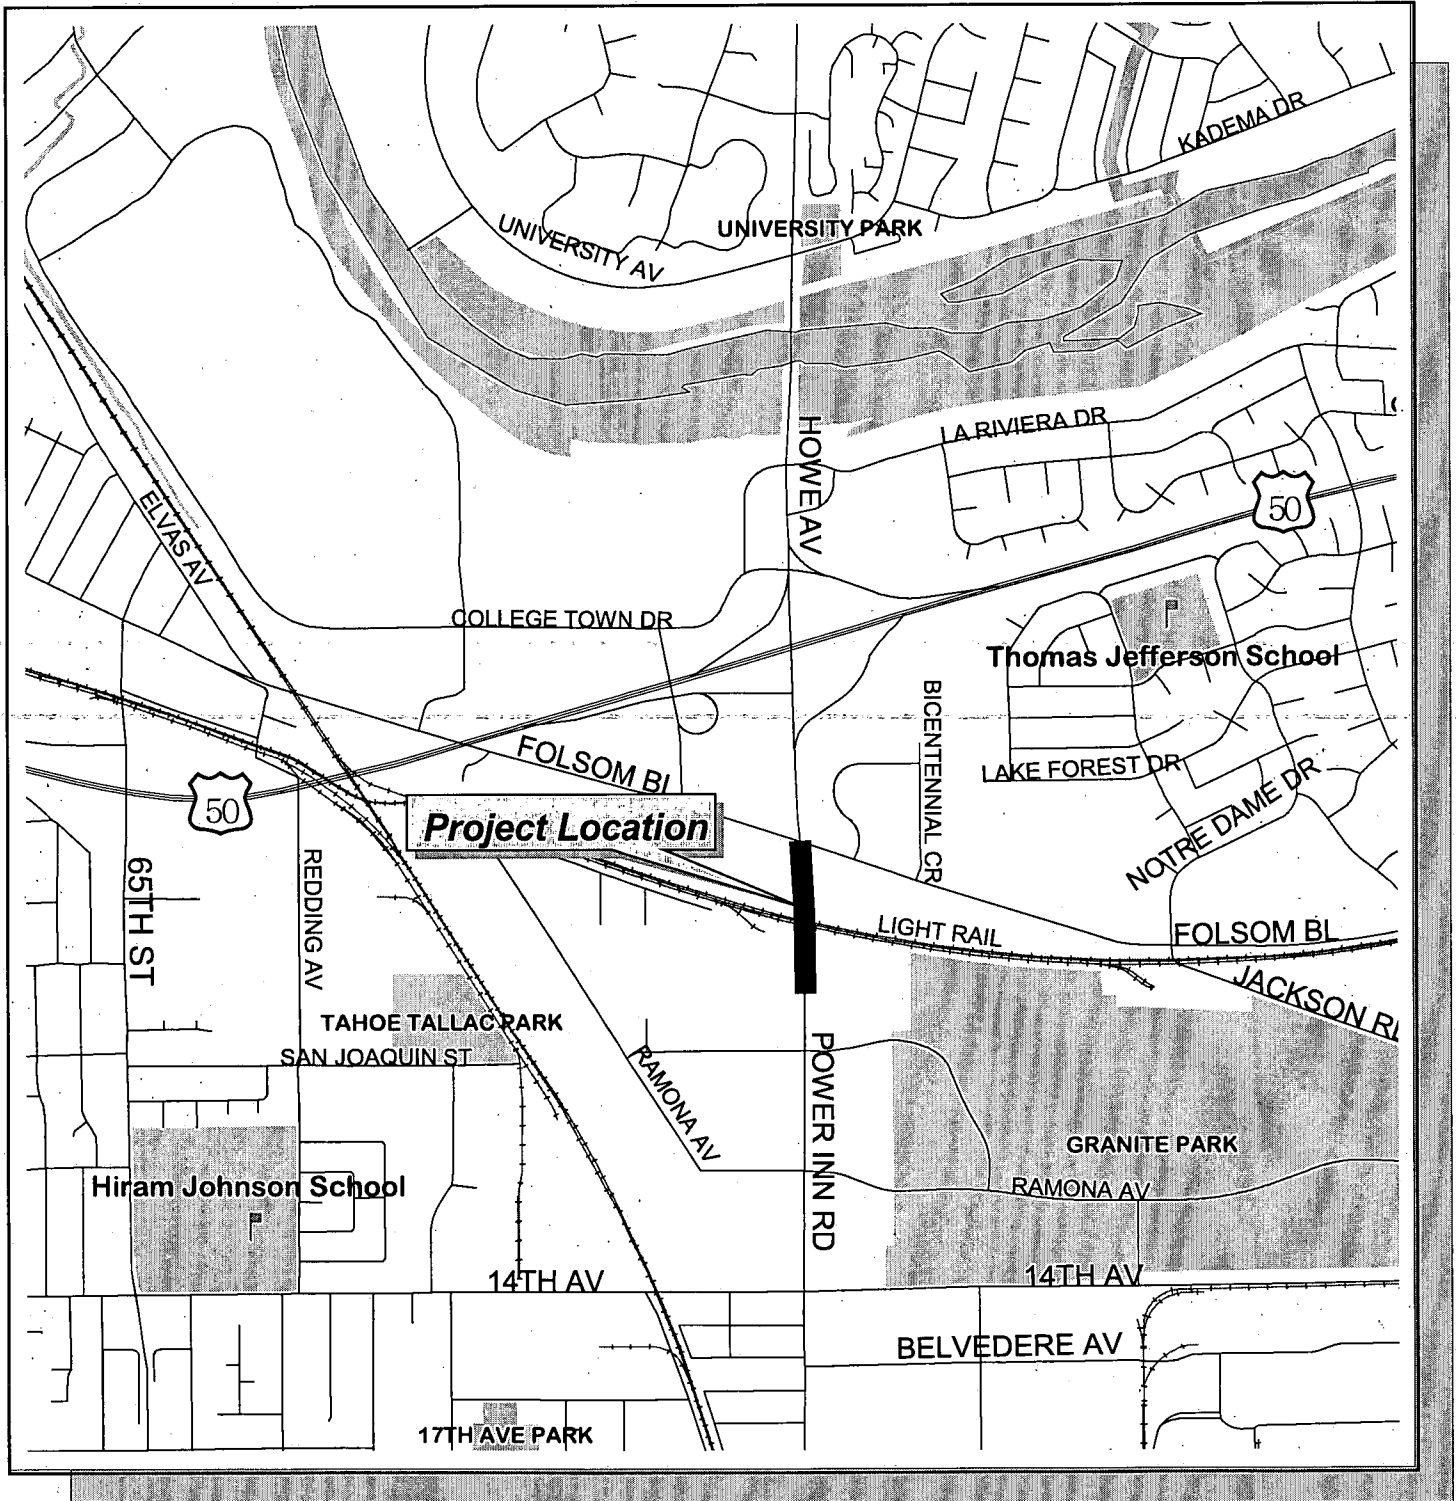 KADEMA DR
UNIVERSITY AV
UNIVERSITY PARK
LA RIVIERA DR
HOWE AV
50
ELVAS AV
COLLEGE TOWN DR
Thomas Jefferson School
BICENTENNIAL CR
FOLSOM BL
LAKE FOREST DR
NOTRE DAME DR
50
Project Location
65TH ST
REDDING AV
LIGHT RAIL
FOLSOM BL
JACKSON RD
TAHOE TALLAC PARK
SAN JOAQUIN ST
RAMONA AV
POWER INN RD
GRANITE PARK
Hiram Johnson School
RAMONA AV
14TH AV
14TH AV
BELVEDERE AV
17TH AVE PARK